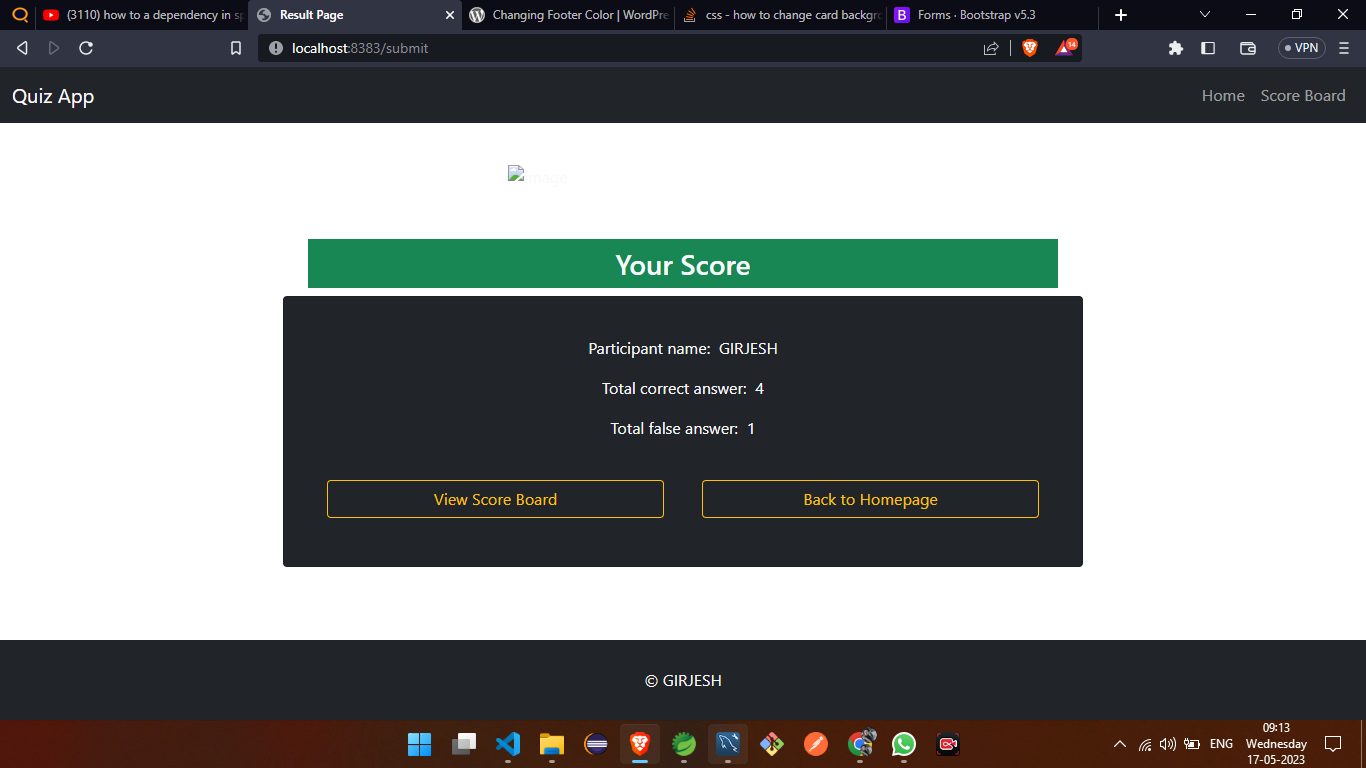 (3110) how to a dependency in sp
Result Page
Changing Footer Color | WordPre
css - how to change card backgro
Forms · Bootstrap v5.3
localhost:8383/submit
14
VPN
Quiz App
Home
Score Board
Image
Your Score
Participant name: GIRJESH
Total correct answer: 4
Total false answer: 1
View Score Board
Back to Homepage
© GIRJESH
09:13
ENG
Wednesday
17-05-2023